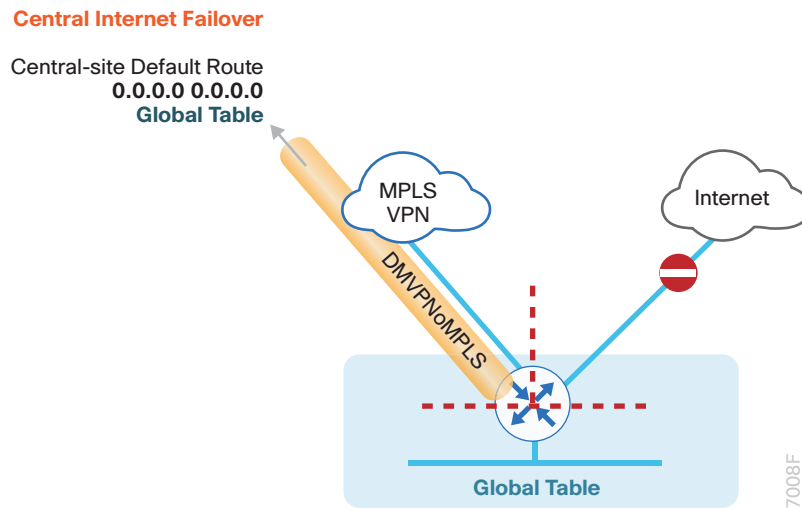 Central Internet Failover
Central-site Default Route
0.0.0.0 0.0.0.0
Global Table
MPLS
VPN
Internet
DMVPNoMPLS
Global Table
7008F